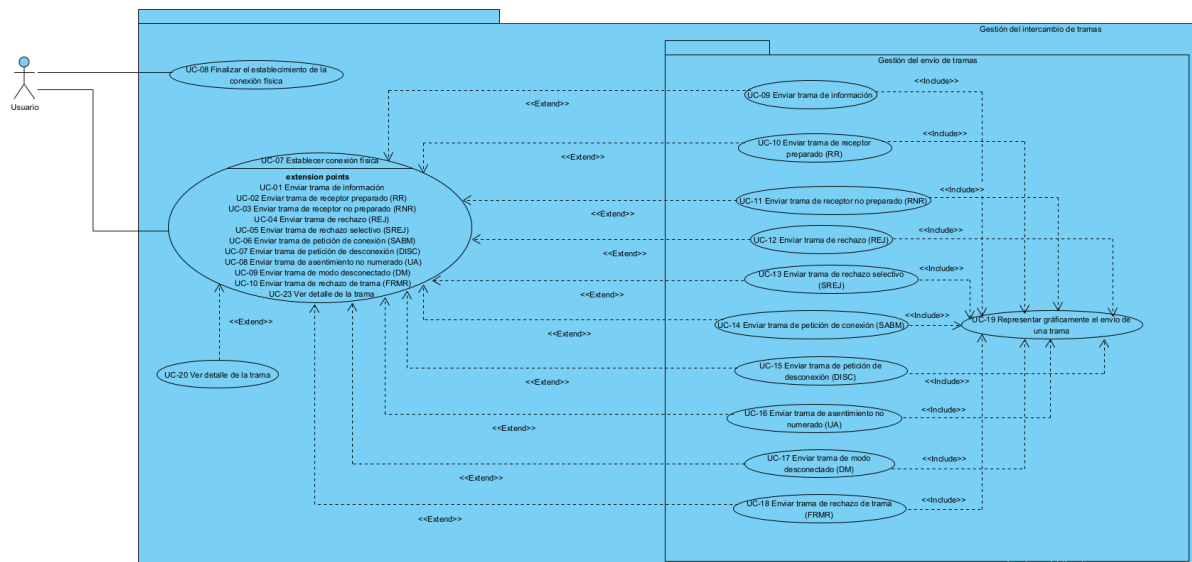 Gestión del intercambio de tramas
Gestión del envio de tramas
Usuario
UC-08 Finalizar el establecimiento de la
conexión física
UC-07 Establecer conexión física
extension points
UC-01 Enviar trama de información
UC-02 Enviar trama de receptor preparado (RR)
UC-03 Enviar trama de receptor no preparado (RNR)
UC-04 Enviar trama de rechazo (REJ)
UC-05 Enviar trama de rechazo selectivo (SREJ)
UC-06 Enviar trama de petición de conexión (SABM)
UC-07 Enviar trama de petición de desconexión (DISC)
UC-08 Enviar trama de asentimiento no numerado (UA)
UC-09 Enviar trama de modo desconectado (DM)
UC-10 Enviar trama de rechazo de trama (FRMR)
UC-23 Ver detalle de la trama
<<Extend>>
UC-20 Ver detalle de la trama
<<Extend>>
UC-09 Enviar trama de información
<<Include>>
<<Extend>>
UC-10 Enviar trama de receptor
preparado (RR)
<<Include>>
<<Extend>>
UC-11 Enviar trama de receptor no preparado (RNR)
<<Include>>
<<Extend>>
UC-12 Enviar trama de rechazo (REJ)
<<Include>>
<<Extend>>
UC-13 Enviar trama de rechazo selectivo
(SREJ)
<<Include>>
<<Extend>>
UC-14 Enviar trama de petición de conexión (SABM)
<<Include>>
UC-19 Representar gráficamente el envío de
una trama
<<Extend>>
UC-15 Enviar trama de petición de
desconexión (DISC)
<<Include>>
<<Extend>>
UC-16 Enviar trama de asentimiento no
numerado (UA)
<<Include>>
<<Extend>>
UC-17 Enviar trama de modo
desconectado (DM)
<<Include>>
<<Extend>>
UC-18 Enviar trama de rechazo de trama
(FRMR)
<<Include>>